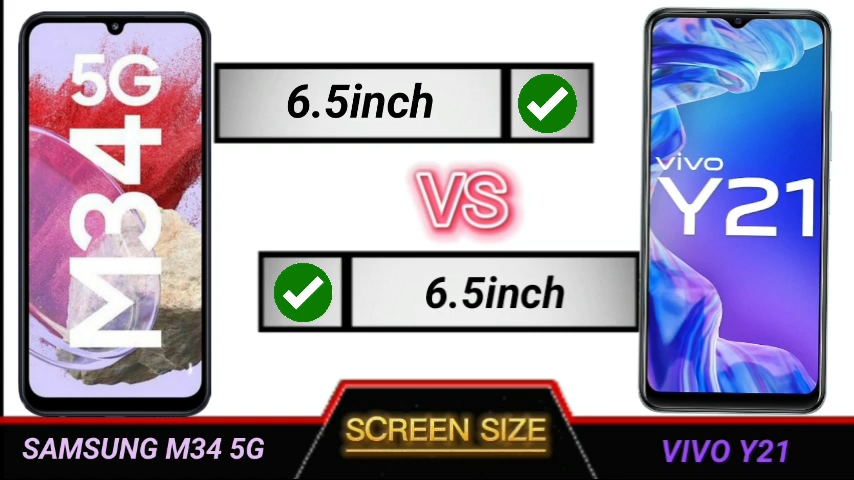 5G
M34
6.5inch
VS
6.5inch
vivo
Y21
SCREEN SIZE
SAMSUNG M34 5G
VIVO Y21